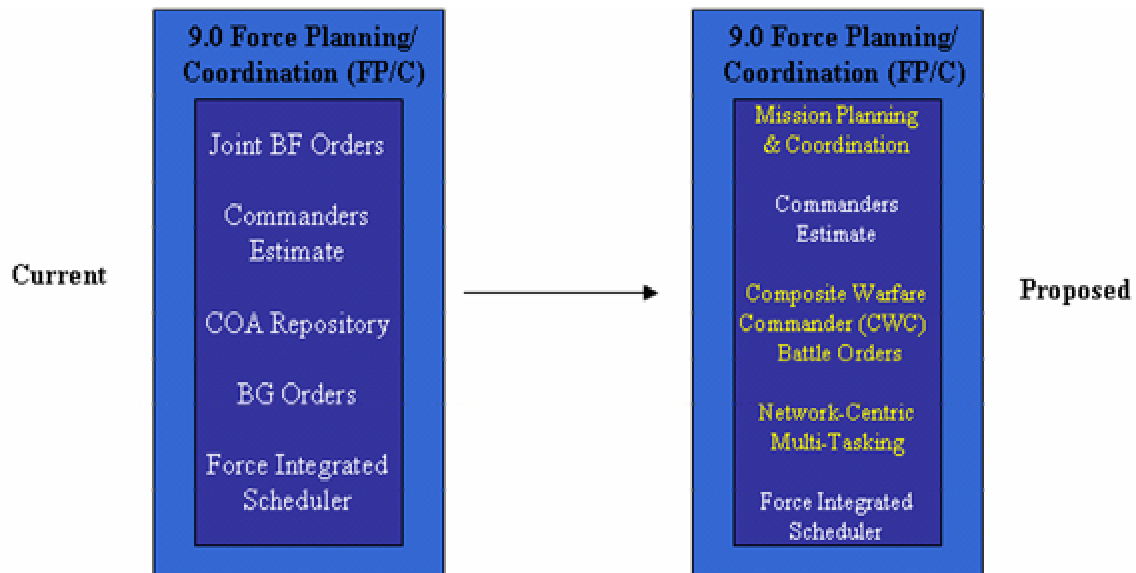 9.0 Force Planning/
Coordination (FP/C)
Joint BF Orders
Commanders
Estimate
COA Repository
BG Orders
Force Integrated
Scheduler
Current
9.0 Force Planning/
Coordination (FP/C)
Mission Planning
& Coordination
Commanders
Estimate
Composite Warfare
Commander (CWC)
Battle Orders
Network-Centric
Multi-Tasking
Force Integrated
Scheduler
Proposed